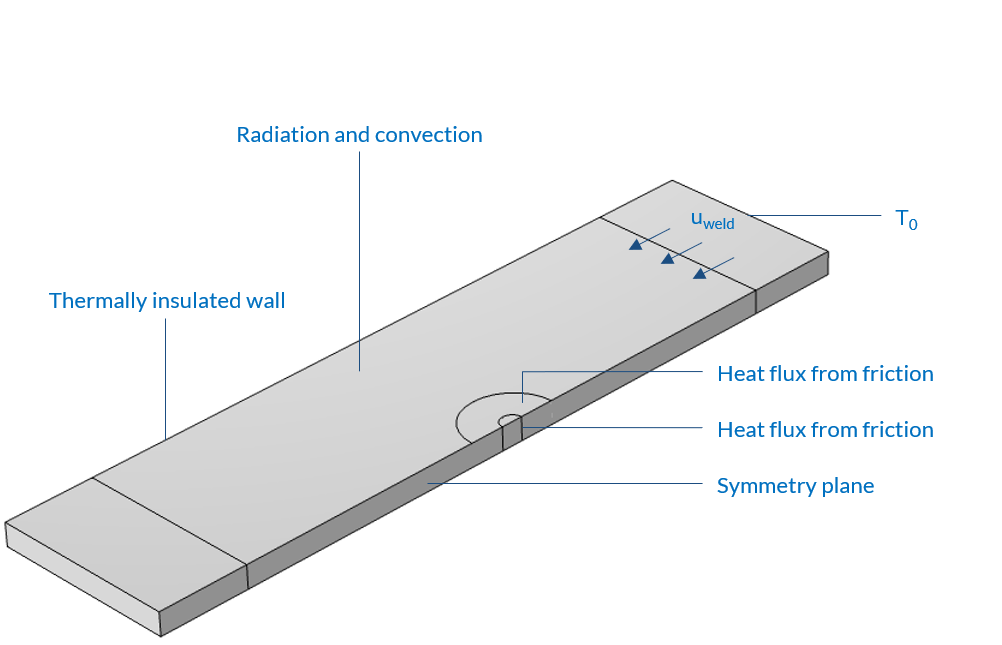 Radiation and convection
u_weld
T_0
Thermally insulated wall
Heat flux from friction
Heat flux from friction
Symmetry plane